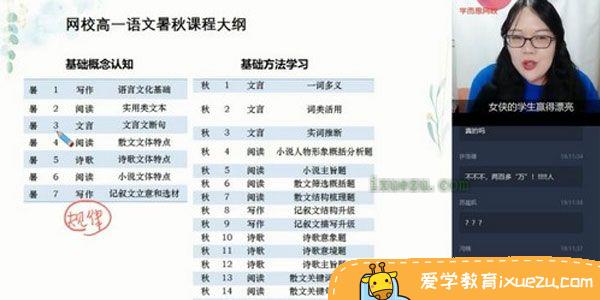 网校高一语文暑秋课程大纲
基础概念认知
暑 1 写作 语言文化基础
暑 2 阅读 实用类文本
暑 3 文言 文言文断句
暑 4 阅读 散文文体特点
暑 5 诗歌 诗歌文体特点
暑 6 阅读 小说文体特点
暑 7 写作 记叙文立意和选材
规律
基础方法学习
秋 1 文言 一词多义
秋 2 文言 词类活用
秋 3 文言 实词推断
秋 4 阅读 小说人物形象概括分析题
秋 5 阅读 小说主旨题
秋 6 阅读 散文筛选概括题
秋 7 阅读 散文结构梳理题
秋 8 写作 记叙文结构升级
秋 9 写作 记叙文描写升级
秋 10 诗歌 诗歌意象题
秋 11 诗歌 诗歌意境题
秋 12 诗歌 诗歌主旨题
秋 13 阅读 散文关键词
秋 14 阅读 散文关键
ixuezu.com
学而思网校
女侠的学生赢得漂亮
真的吗
19:11:34
不不不，两百多“万”！!!!!人
19:11:35
？？？
19:11:37
爱学教育ixuezu.com